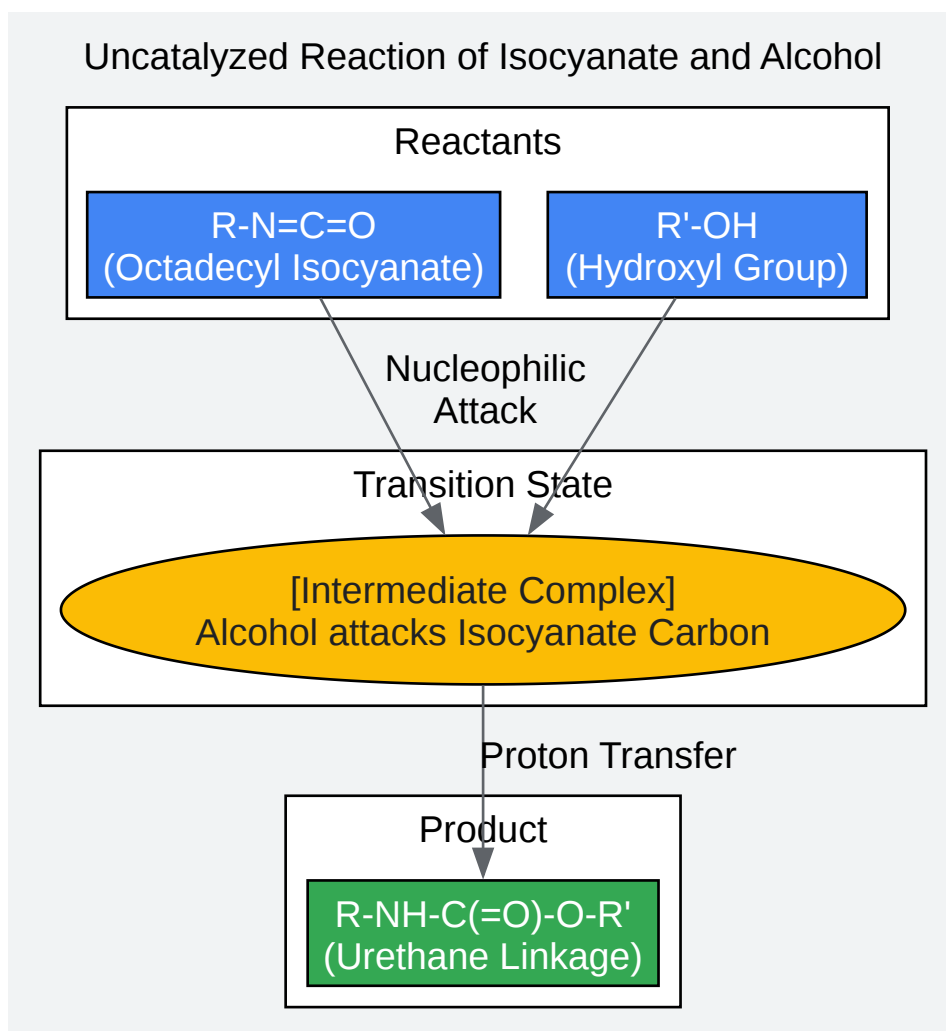 Uncatalyzed Reaction of Isocyanate and Alcohol
Reactants
R-N=C=O
(Octadecyl Isocyanate)
R'-OH
(Hydroxyl Group)
Nucleophilic
Attack
Transition State
[Intermediate Complex]
Alcohol attacks Isocyanate Carbon
Proton Transfer
Product
R-NH-C(=O)-O-R'
(Urethane Linkage)